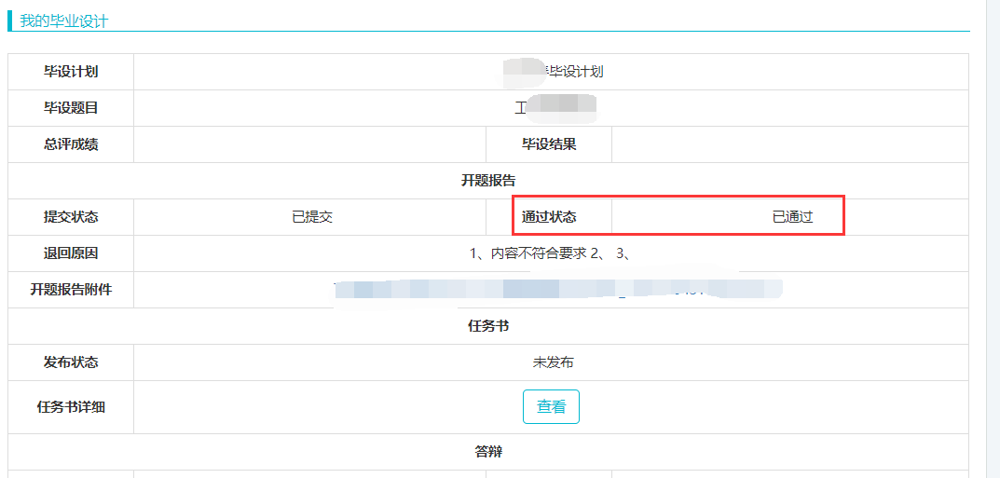 我的毕业设计
毕设计划 毕设计划
毕设题目 工
总评成绩 毕设结果
开题报告
提交状态 已提交 通过状态 已通过
退回原因 1、内容不符合要求 2、 3、
开题报告附件
任务书
发布状态 未发布
任务书详细 查看
答辩